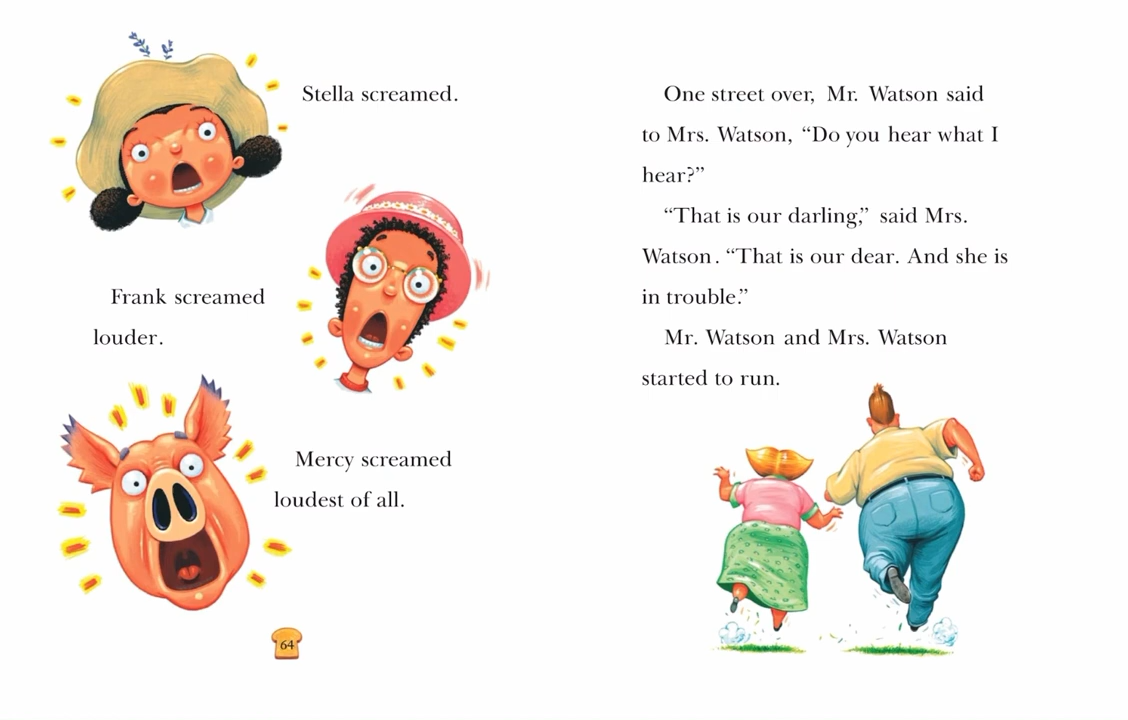 Stella screamed.
Frank screamed
louder.
Mercy screamed
loudest of all.
64
One street over, Mr. Watson said
to Mrs. Watson, “Do you hear what I
hear?”
“That is our darling,” said Mrs.
Watson. “That is our dear. And she is
in trouble.”
Mr. Watson and Mrs. Watson
started to run.